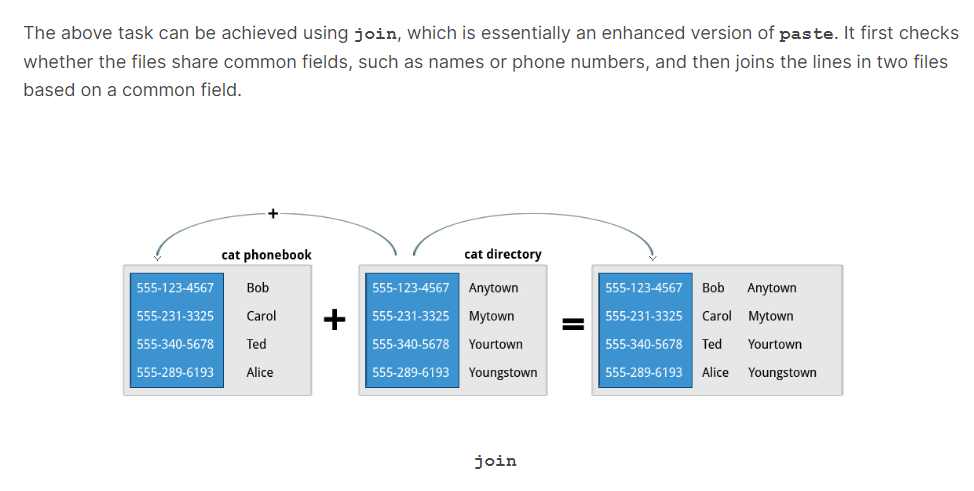 The above task can be achieved using join, which is essentially an enhanced version of paste. It first checks
whether the files share common fields, such as names or phone numbers, and then joins the lines in two files
based on a common field.
+
cat phonebook
cat directory
555-123-4567 Bob
555-231-3325 Carol
555-340-5678 Ted
555-289-6193 Alice
+
555-123-4567 Anytown
555-231-3325 Mytown
555-340-5678 Yourtown
555-289-6193 Youngstown
=
555-123-4567 Bob Anytown
555-231-3325 Carol Mytown
555-340-5678 Ted Yourtown
555-289-6193 Alice Youngstown
join